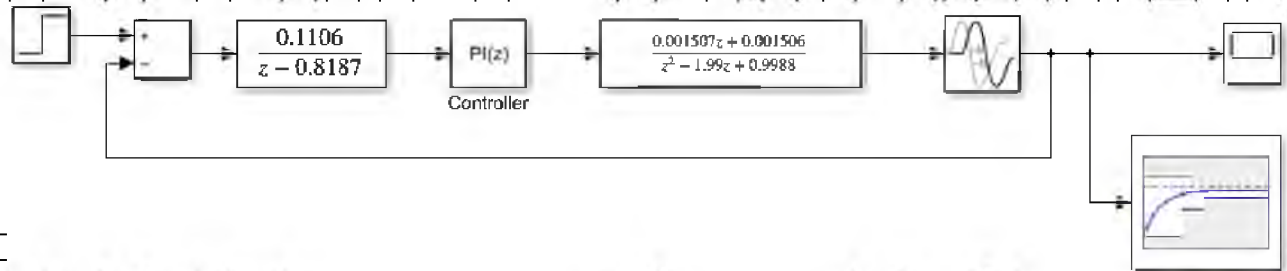 +
−
0.1106
z − 0.8187
PI(z)
Controller
0.001507z + 0.001506
z² − 1.99z + 0.9988